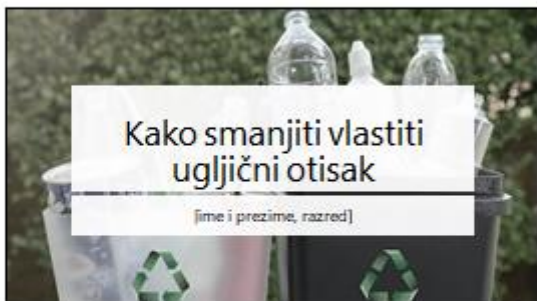 Kako smanjiti vlastiti
ugljični otisak
[ime i prezime, razred]